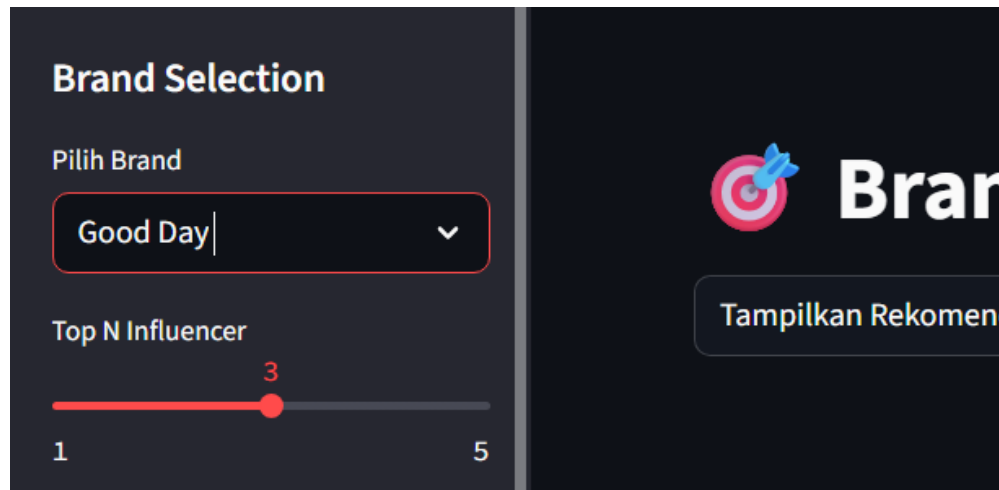 Brand Selection
Pilih Brand
Good Day
Top N Influencer
3
1
5
Bran
Tampilkan Rekomen